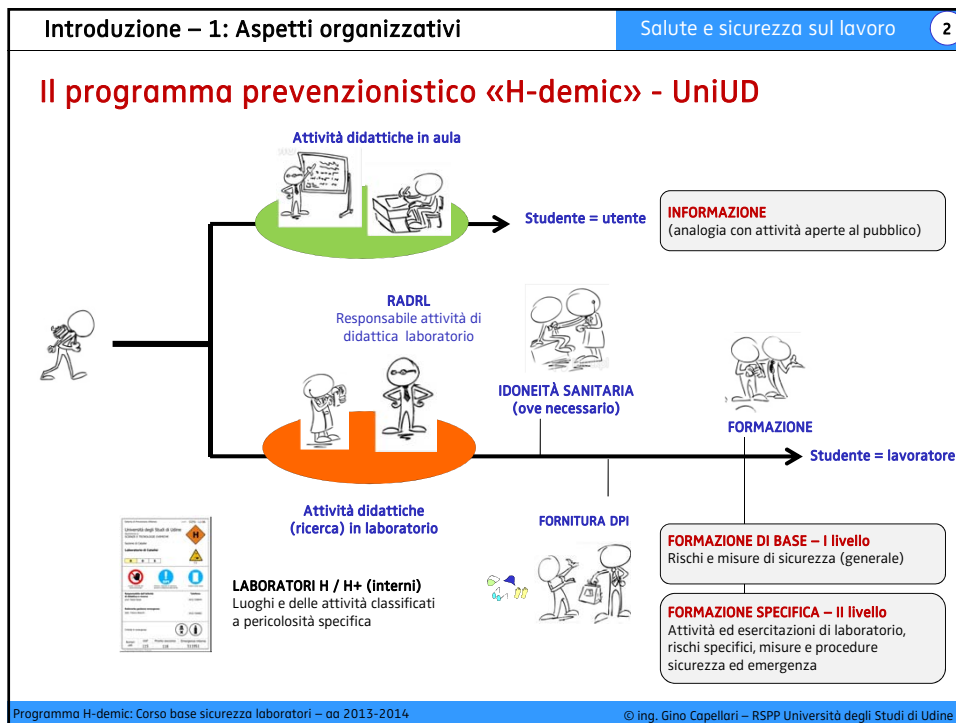 Introduzione – 1: Aspetti organizzativi
Salute e sicurezza sul lavoro
2
Il programma prevenzionistico «H-demic» - UniUD
Attività didattiche in aula
Studente = utente
INFORMAZIONE
(analogia con attività aperte al pubblico)
RADRL
Responsabile attività di
didattica laboratorio
IDONEITÀ SANITARIA
(ove necessario)
FORMAZIONE
Studente = lavoratore
Attività didattiche
(ricerca) in laboratorio
FORNITURA DPI
Università degli Studi di Udine
H
LABORATORI H / H+ (interni)
Luoghi e delle attività classificati
a pericolosità specifica
FORMAZIONE DI BASE – I livello
Rischi e misure di sicurezza (generale)
FORMAZIONE SPECIFICA – II livello
Attività ed esercitazioni di laboratorio,
rischi specifici, misure e procedure
sicurezza ed emergenza
Programma H-demic: Corso base sicurezza laboratori – aa 2013-2014
© ing. Gino Capellari – RSPP Università degli Studi di Udine